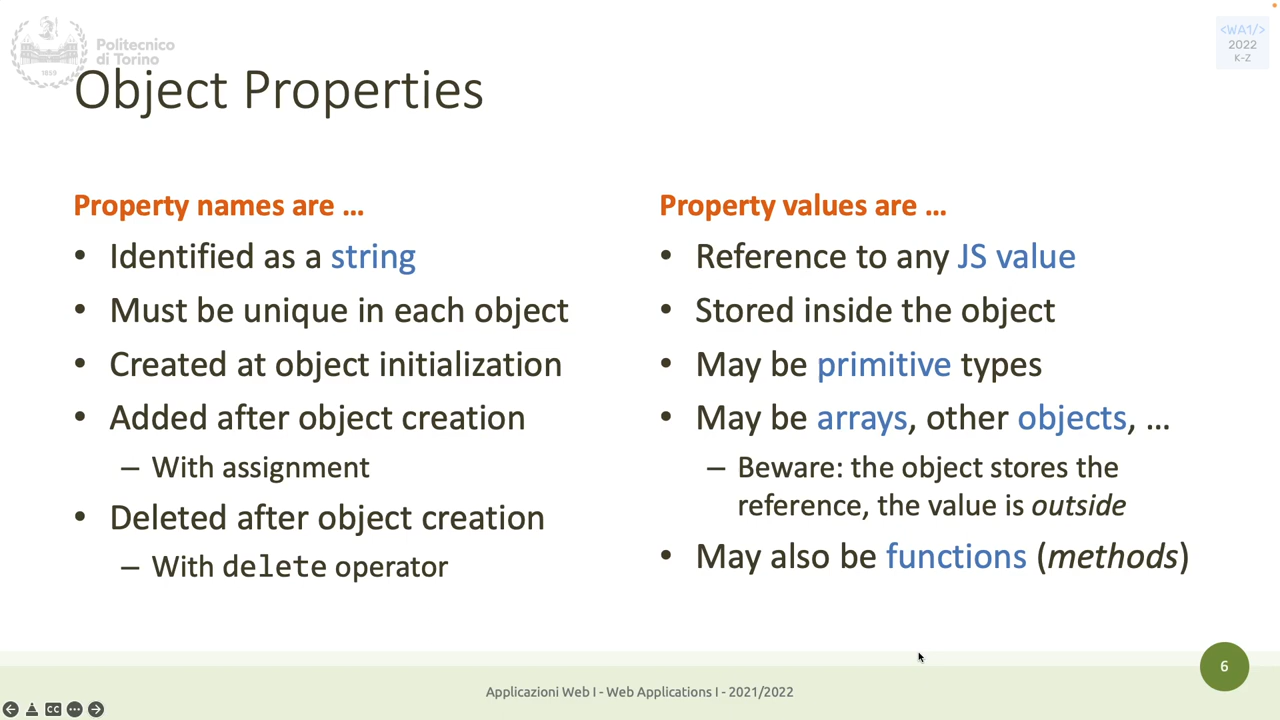 Politecnico
di Torino
1859
<WA1/>
2022
K-Z
Object Properties
Property names are …
• Identified as a string
• Must be unique in each object
• Created at object initialization
• Added after object creation
– With assignment
• Deleted after object creation
– With delete operator
Property values are …
• Reference to any JS value
• Stored inside the object
• May be primitive types
• May be arrays, other objects, …
– Beware: the object stores the
reference, the value is outside
• May also be functions (methods)
Applicazioni Web I - Web Applications I - 2021/2022
6
CC